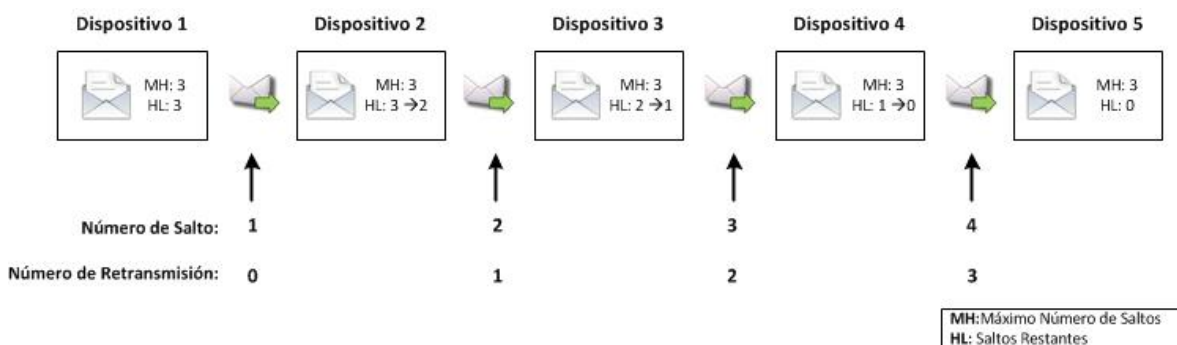 Dispositivo 1 Dispositivo 2 Dispositivo 3 Dispositivo 4 Dispositivo 5
MH: 3 MH: 3 MH: 3 MH: 3 MH: 3
HL: 3 HL: 3 →2 HL: 2 →1 HL: 1 →0 HL: 0
Número de Salto: 1 2 3 4
Número de Retransmisión: 0 1 2 3
MH:Máximo Número de Saltos
HL: Saltos Restantes